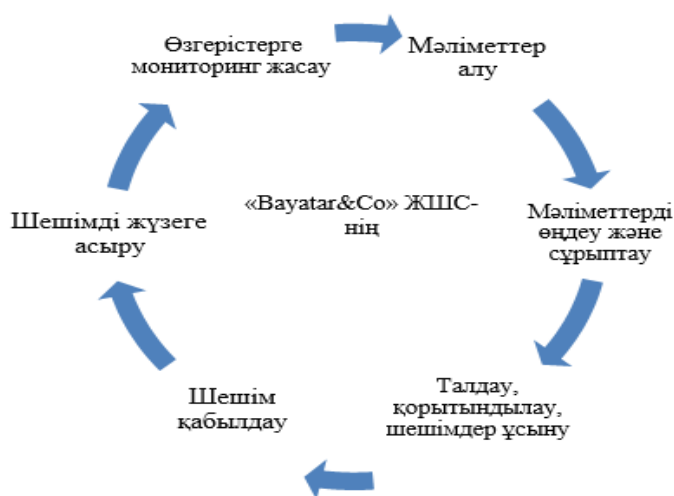 Өзгерістерге
мониторинг жасау
Мәліметтер
алу
«Bayatar&Co» ЖШС-
нің
Мәліметтерді
өңдеу және
сұрыптау
Талдау,
қорытындылау,
шешімдер ұсыну
Шешім
қабылдау
Шешімді жүзеге
асыру